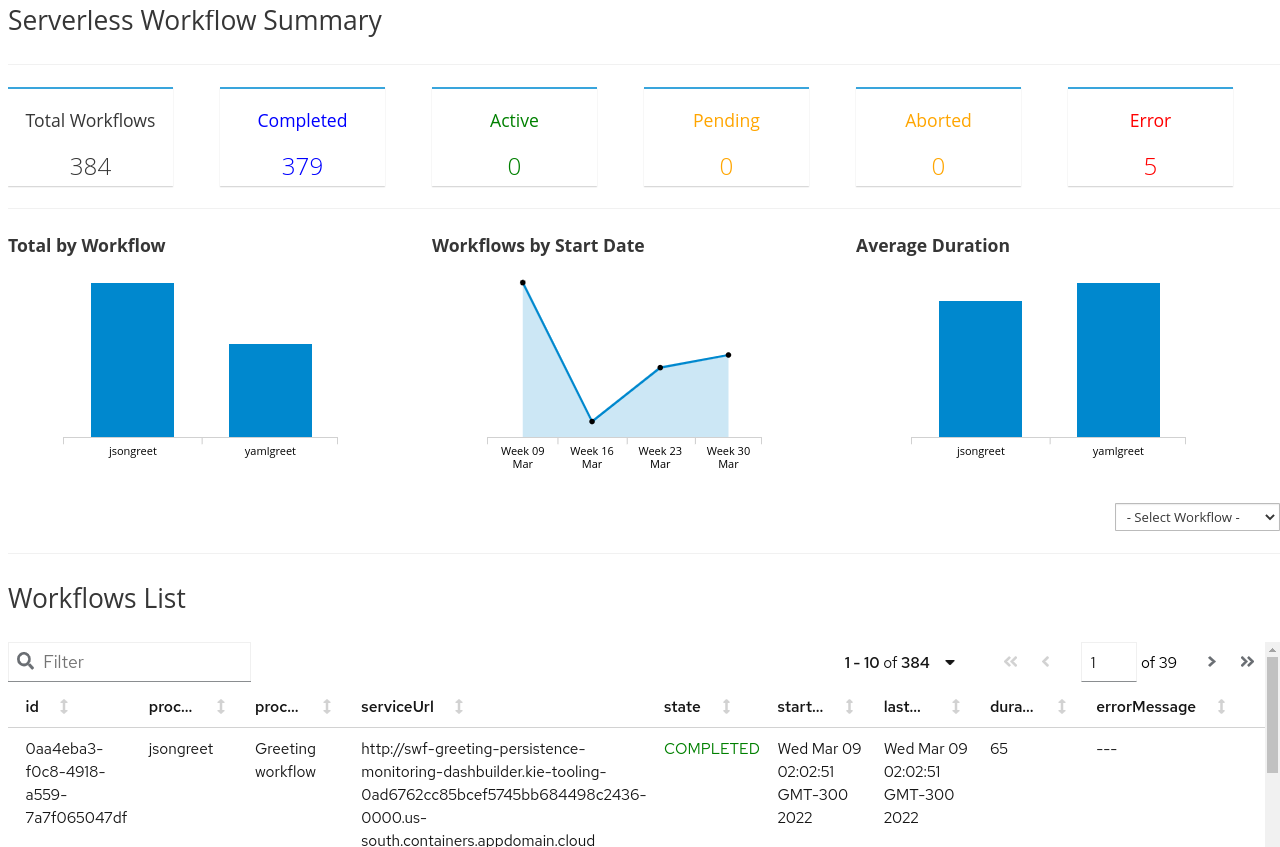 Serverless Workflow Summary
Total Workflows
384
Completed
379
Active
0
Pending
0
Aborted
0
Error
5
Total by Workflow
jsongreet
yamlgreet
Workflows by Start Date
Week 09
Mar
Week 16
Mar
Week 23
Mar
Week 30
Mar
Average Duration
jsongreet
yamlgreet
- Select Workflow -
Workflows List
Filter
1 - 10 of 384
1 of 39
id proc... proc... serviceUrl state start... last... dura... errorMessage
0aa4eba3-
f0c8-4918-
a559-
7a7f065047df
jsongreet
Greeting
workflow
http://swf-greeting-persistence-
monitoring-dashbuilder.kie-tooling-
0ad6762cc85bcef5745bb684498c2436-
0000.us-
south.containers.appdomain.cloud
COMPLETED
Wed Mar 09
02:02:51
GMT-300
2022
Wed Mar 09
02:02:51
GMT-300
2022
65
---